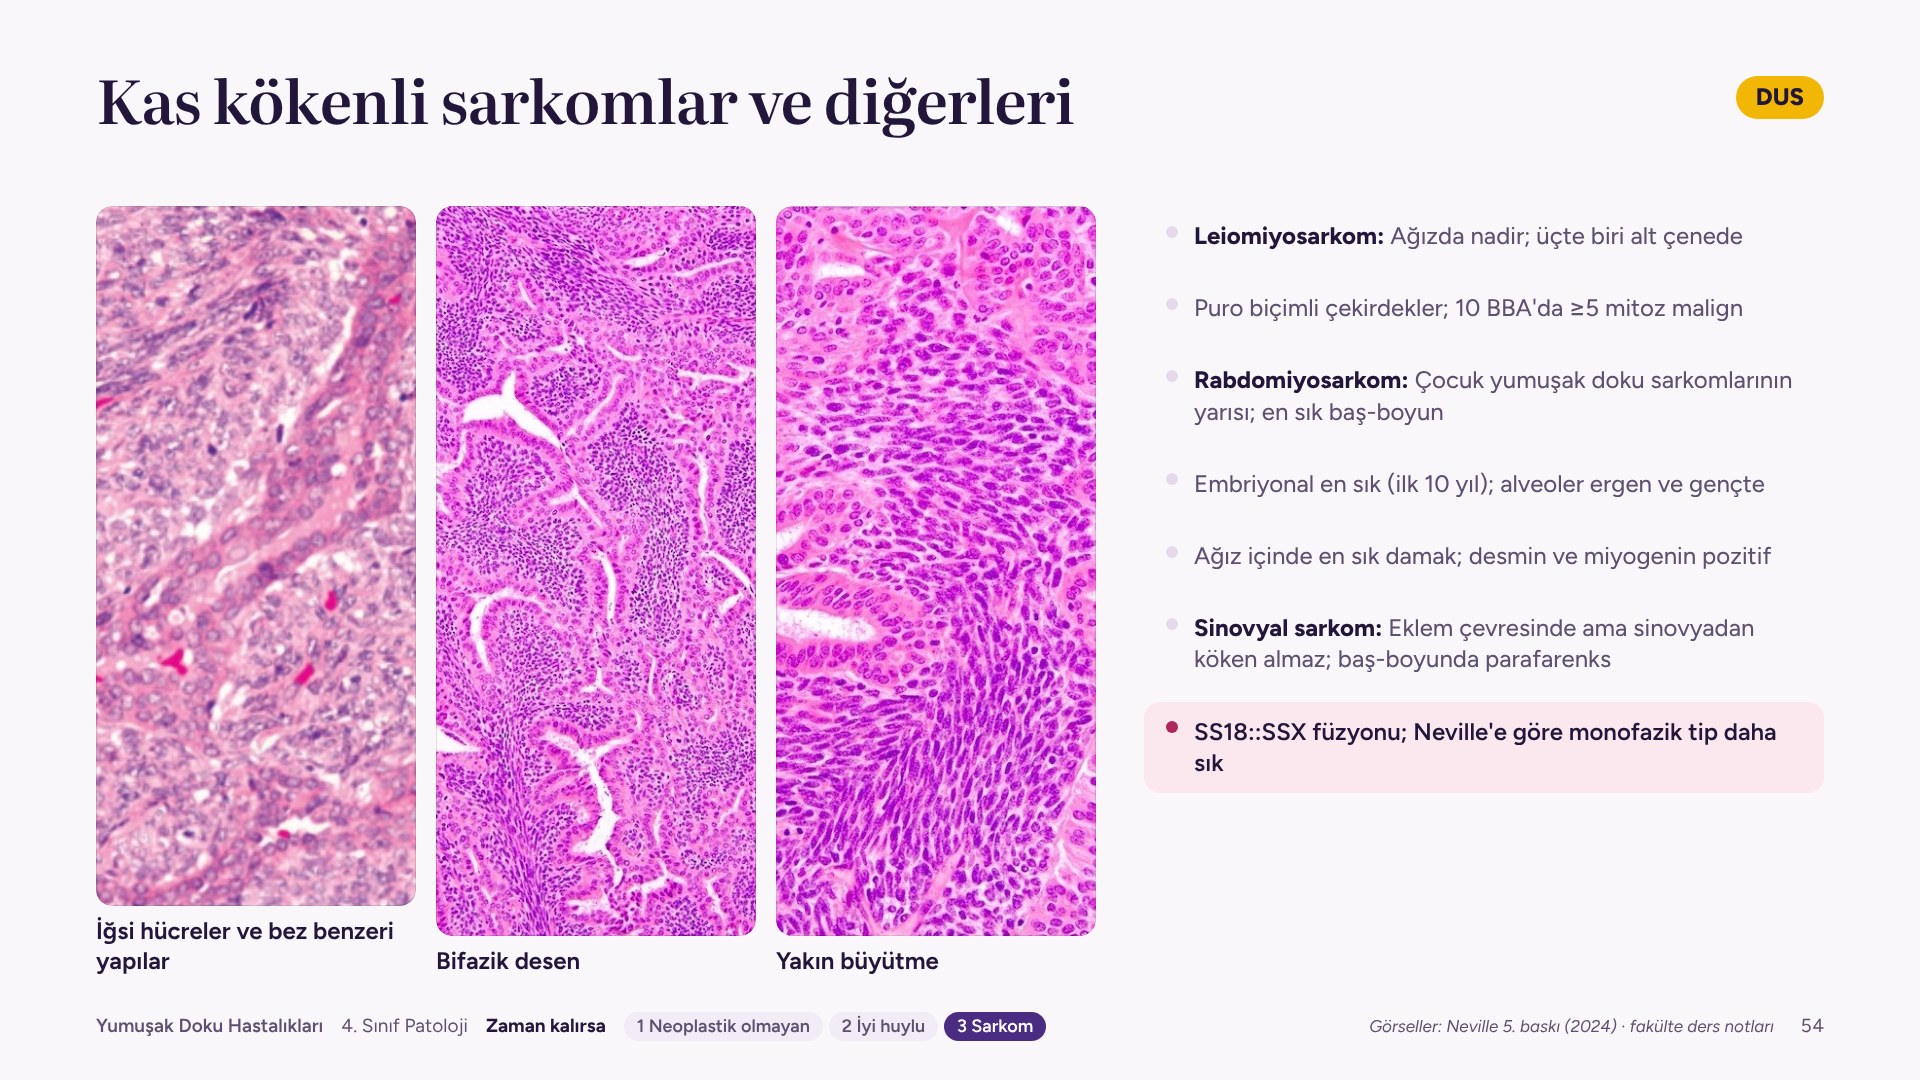 Kas kökenli sarkomlar ve diğerleri
DUS
İğsi hücreler ve bez benzeri
yapılar
Bifazik desen
Yakın büyütme
Leiomiyosarkom: Ağızda nadir; üçte biri alt çenede
Puro biçimli çekirdekler; 10 BBA'da ≥5 mitoz malign
Rabdomiyosarkom: Çocuk yumuşak doku sarkomlarının
yarısı; en sık baş-boyun
Embriyonal en sık (ilk 10 yıl); alveoler ergen ve gençte
Ağız içinde en sık damak; desmin ve miyogenin pozitif
Sinovyal sarkom: Eklem çevresinde ama sinovyadan
köken almaz; baş-boyunda parafarenks
SS18::SSX füzyonu; Neville'e göre monofazik tip daha
sık
Yumuşak Doku Hastalıkları 4. Sınıf Patoloji Zaman kalırsa 1 Neoplastik olmayan 2 İyi huylu 3 Sarkom
Görseller: Neville 5. baskı (2024) · fakülte ders notları 54